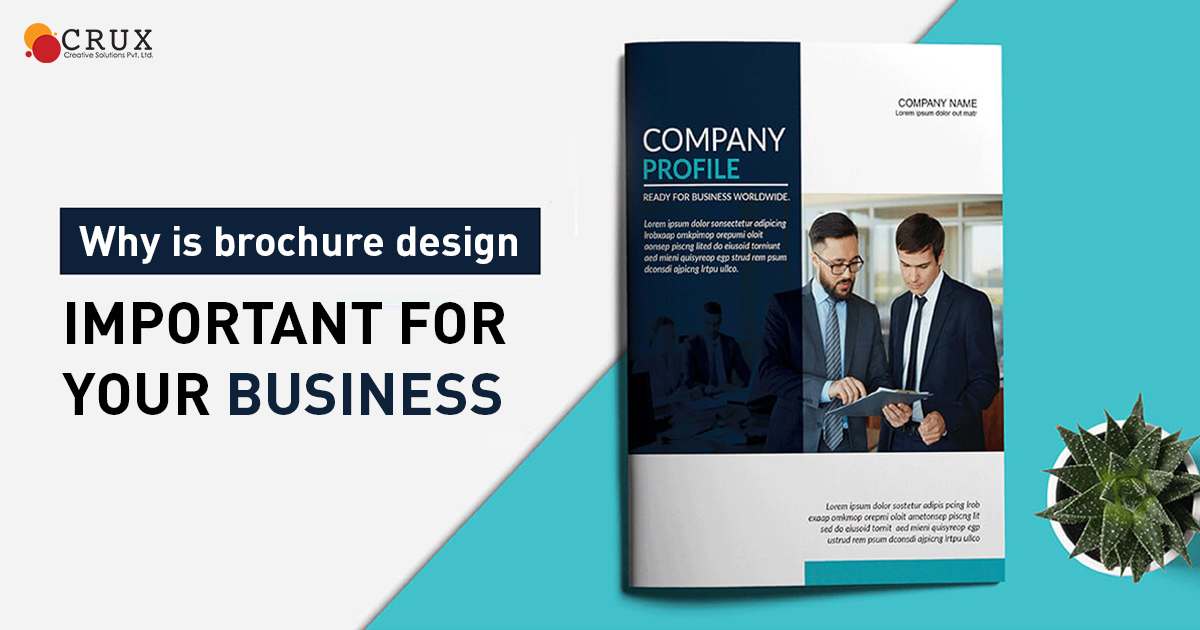 CRUX
Creative Solutions Pvt. Ltd.
Why is brochure design
IMPORTANT FOR
YOUR BUSINESS
COMPANY
PROFILE
READY FOR BUSINESS WORLDWIDE.
Lorem ipsum dolor sonsectetur adipicing
lrobxaap omkpimop orepumi oloit
aonsep piscng lited do eiusoid torniunt
aed mieni quisyreop egp strud rem psum
dconsdi ajpicng lrtpu ullco.
COMPANY NAME
Lorem ipsum dolor out matr
Lorem ipsum dolor sostetur adipis pcing lrob
exaap omkmop orepmi oloit ametonsep piscng lit
sed do eiusoid tornit aed mieni quisyreop egp
ustrud rem psum dconsdi ajpicng lrtpu ullco